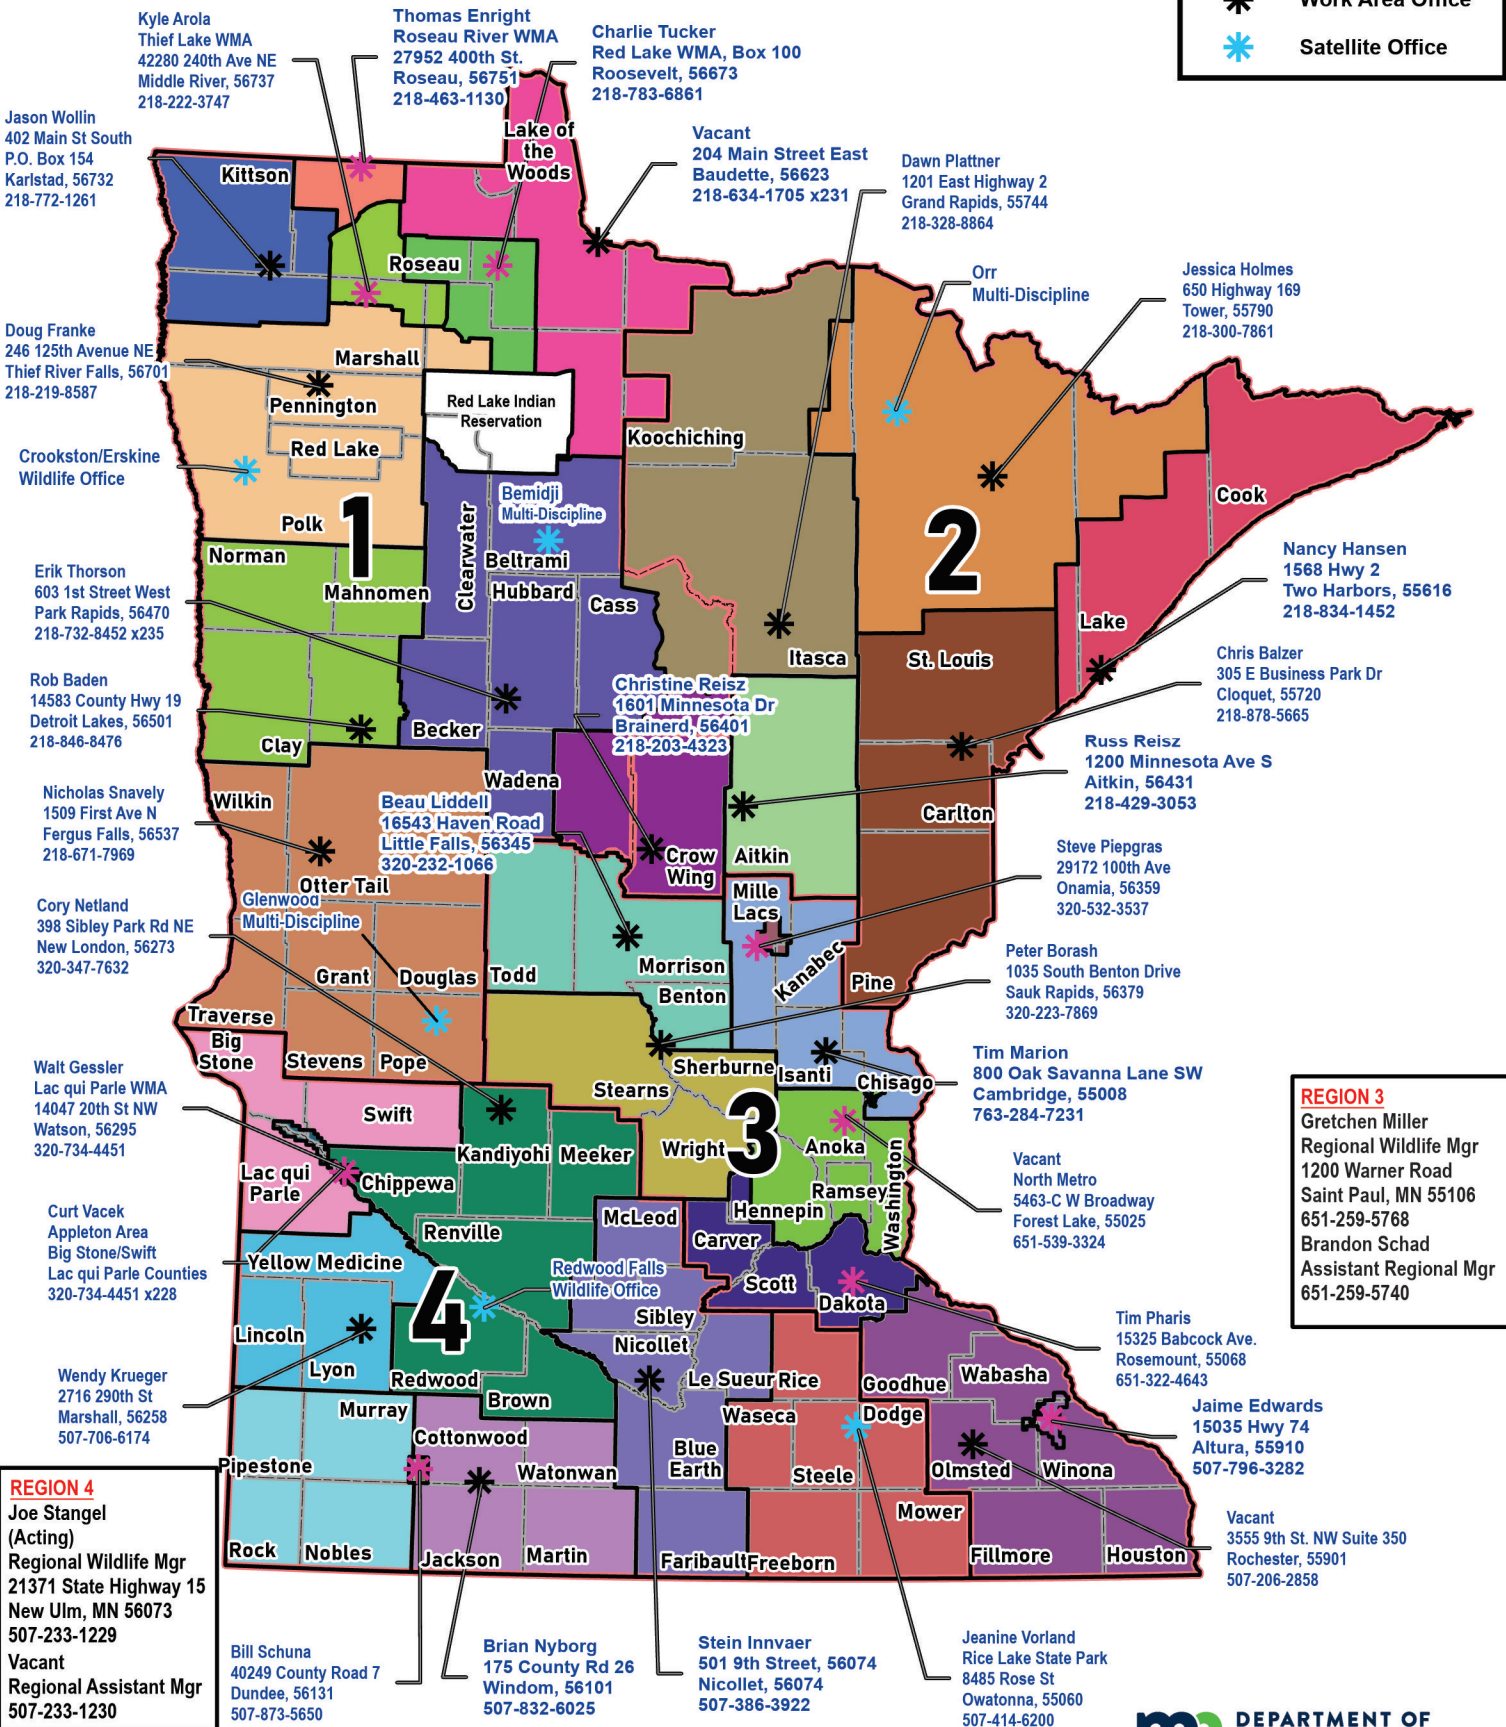 Work Area Office
Satellite Office
Kyle Arola
Thief Lake WMA
42280 240th Ave NE
Middle River, 56737
218-222-3747
Thomas Enright
Roseau River WMA
27952 400th St.
Roseau, 56751
218-463-1130
Charlie Tucker
Red Lake WMA, Box 100
Roosevelt, 56673
218-783-6861
Jason Wollin
402 Main St South
P.O. Box 154
Karlstad, 56732
218-772-1261
Vacant
204 Main Street East
Baudette, 56623
218-634-1705 x231
Dawn Plattner
1201 East Highway 2
Grand Rapids, 55744
218-328-8864
Orr
Multi-Discipline
Jessica Holmes
650 Highway 169
Tower, 55790
218-300-7861
Doug Franke
246 125th Avenue NE
Thief River Falls, 56701
218-219-8587
Crookston/Erskine
Wildlife Office
Bemidji
Multi-Discipline
Erik Thorson
603 1st Street West
Park Rapids, 56470
218-732-8452 x235
Nancy Hansen
1568 Hwy 2
Two Harbors, 55616
218-834-1452
Rob Baden
14583 County Hwy 19
Detroit Lakes, 56501
218-846-8476
Christine Reisz
1601 Minnesota Dr
Brainerd, 56401
218-203-4323
Chris Balzer
305 E Business Park Dr
Cloquet, 55720
218-878-5665
Russ Reisz
1200 Minnesota Ave S
Aitkin, 56431
218-429-3053
Nicholas Snavely
1509 First Ave N
Fergus Falls, 56537
218-671-7969
Beau Liddell
16543 Haven Road
Little Falls, 56345
320-232-1066
Steve Piepgras
29172 100th Ave
Onamia, 56359
320-532-3537
Glenwood
Multi-Discipline
Cory Netland
398 Sibley Park Rd NE
New London, 56273
320-347-7632
Peter Borash
1035 South Benton Drive
Sauk Rapids, 56379
320-223-7869
Walt Gessler
Lac qui Parle WMA
14047 20th St NW
Watson, 56295
320-734-4451
Tim Marion
800 Oak Savanna Lane SW
Cambridge, 55008
763-284-7231
Vacant
North Metro
5463-C W Broadway
Forest Lake, 55025
651-539-3324
REGION 3
Gretchen Miller
Regional Wildlife Mgr
1200 Warner Road
Saint Paul, MN 55106
651-259-5768
Brandon Schad
Assistant Regional Mgr
651-259-5740
Curt Vacek
Appleton Area
Big Stone/Swift
Lac qui Parle Counties
320-734-4451 x228
Redwood Falls
Wildlife Office
Tim Pharis
15325 Babcock Ave.
Rosemount, 55068
651-322-4643
Wendy Krueger
2716 290th St
Marshall, 56258
507-706-6174
Jaime Edwards
15035 Hwy 74
Altura, 55910
507-796-3282
Vacant
3555 9th St. NW Suite 350
Rochester, 55901
507-206-2858
REGION 4
Joe Stangel
(Acting)
Regional Wildlife Mgr
21371 State Highway 15
New Ulm, MN 56073
507-233-1229
Vacant
Regional Assistant Mgr
507-233-1230
Bill Schuna
40249 County Road 7
Dundee, 56131
507-873-5650
Brian Nyborg
175 County Rd 26
Windom, 56101
507-832-6025
Stein Innvaer
501 9th Street, 56074
Nicollet, 56074
507-386-3922
Jeanine Vorland
Rice Lake State Park
8485 Rose St
Owatonna, 55060
507-414-6200
DEPARTMENT OF
Kittson
Lake of
the
Woods
Roseau
Marshall
Pennington
Red Lake Indian
Reservation
Red Lake
Koochiching
Polk
1
2
Cook
Norman
Mahnomen
Clearwater
Beltrami
Hubbard
Cass
Itasca
Lake
St. Louis
Clay
Becker
Wilkin
Wadena
Carlton
Otter Tail
Crow
Wing
Aitkin
Mille
Lacs
Grant
Douglas
Todd
Morrison
Kanabec
Pine
Benton
Traverse
Big
Stone
Stevens
Pope
Stearns
Sherburne
Isanti
Chisago
Swift
3
Kandiyohi
Meeker
Wright
Anoka
Washington
Lac qui
Parle
Chippewa
Ramsey
Hennepin
Renville
McLeod
Carver
Yellow Medicine
4
Scott
Dakota
Sibley
Lincoln
Lyon
Nicollet
Redwood
Le Sueur
Rice
Goodhue
Wabasha
Brown
Murray
Waseca
Dodge
Cottonwood
Blue
Earth
Pipestone
Watonwan
Steele
Olmsted
Winona
Mower
Rock
Nobles
Jackson
Martin
Faribault
Freeborn
Fillmore
Houston